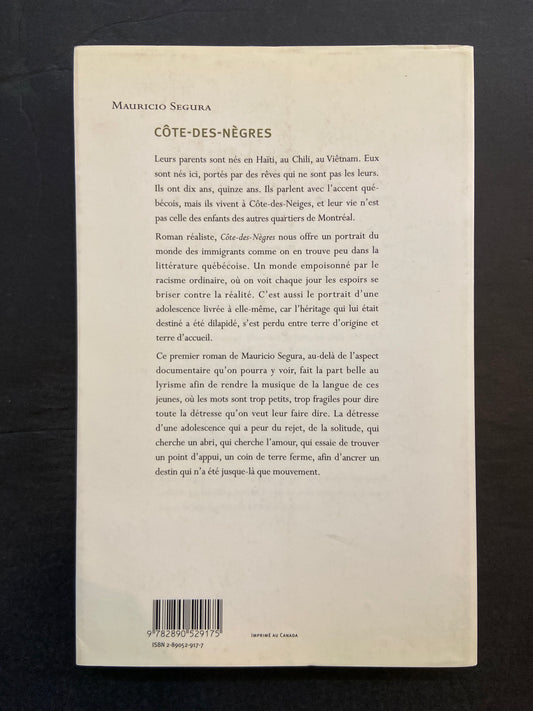 MAURICIO SEGURA
CÔTE-DES-NÈGRES
Leurs parents sont nés en Haïti, au Chili, au Viêtnam. Eux
sont nés ici, portés par des rêves qui ne sont pas les leurs.
Ils ont dix ans, quinze ans. Ils parlent avec l'accent qué-
bécois, mais ils vivent à Côte-des-Neiges, et leur vie n'est
pas celle des enfants des autres quartiers de Montréal.
Roman réaliste, Côte-des-Nègres nous offre un portrait du
monde des immigrants comme on en trouve peu dans la
littérature québécoise. Un monde empoisonné par le
racisme ordinaire, où on voit chaque jour les espoirs se
briser contre la réalité. C'est aussi le portrait d'une
adolescence livrée à elle-même, car l'héritage qui lui était
destiné a été dilapidé, s'est perdu entre terre d'origine et
terre d'accueil.
Ce premier roman de Mauricio Segura, au-delà de l'aspect
documentaire qu'on pourra y voir, fait la part belle au
lyrisme afin de rendre la musique de la langue de ces
jeunes, où les mots sont trop petits, trop fragiles pour dire
toute la détresse qu'on veut leur faire dire. La détresse
d'une adolescence qui a peur du rejet, de la solitude, qui
cherche un abri, qui cherche l'amour, qui essaie de trouver
un point d'appui, un coin de terre ferme, afin d'ancrer un
destin qui n'a été jusque-là que mouvement.
9 782890 529175
ISBN 2-89052-917-7
IMPRIMÉ AU CANADA